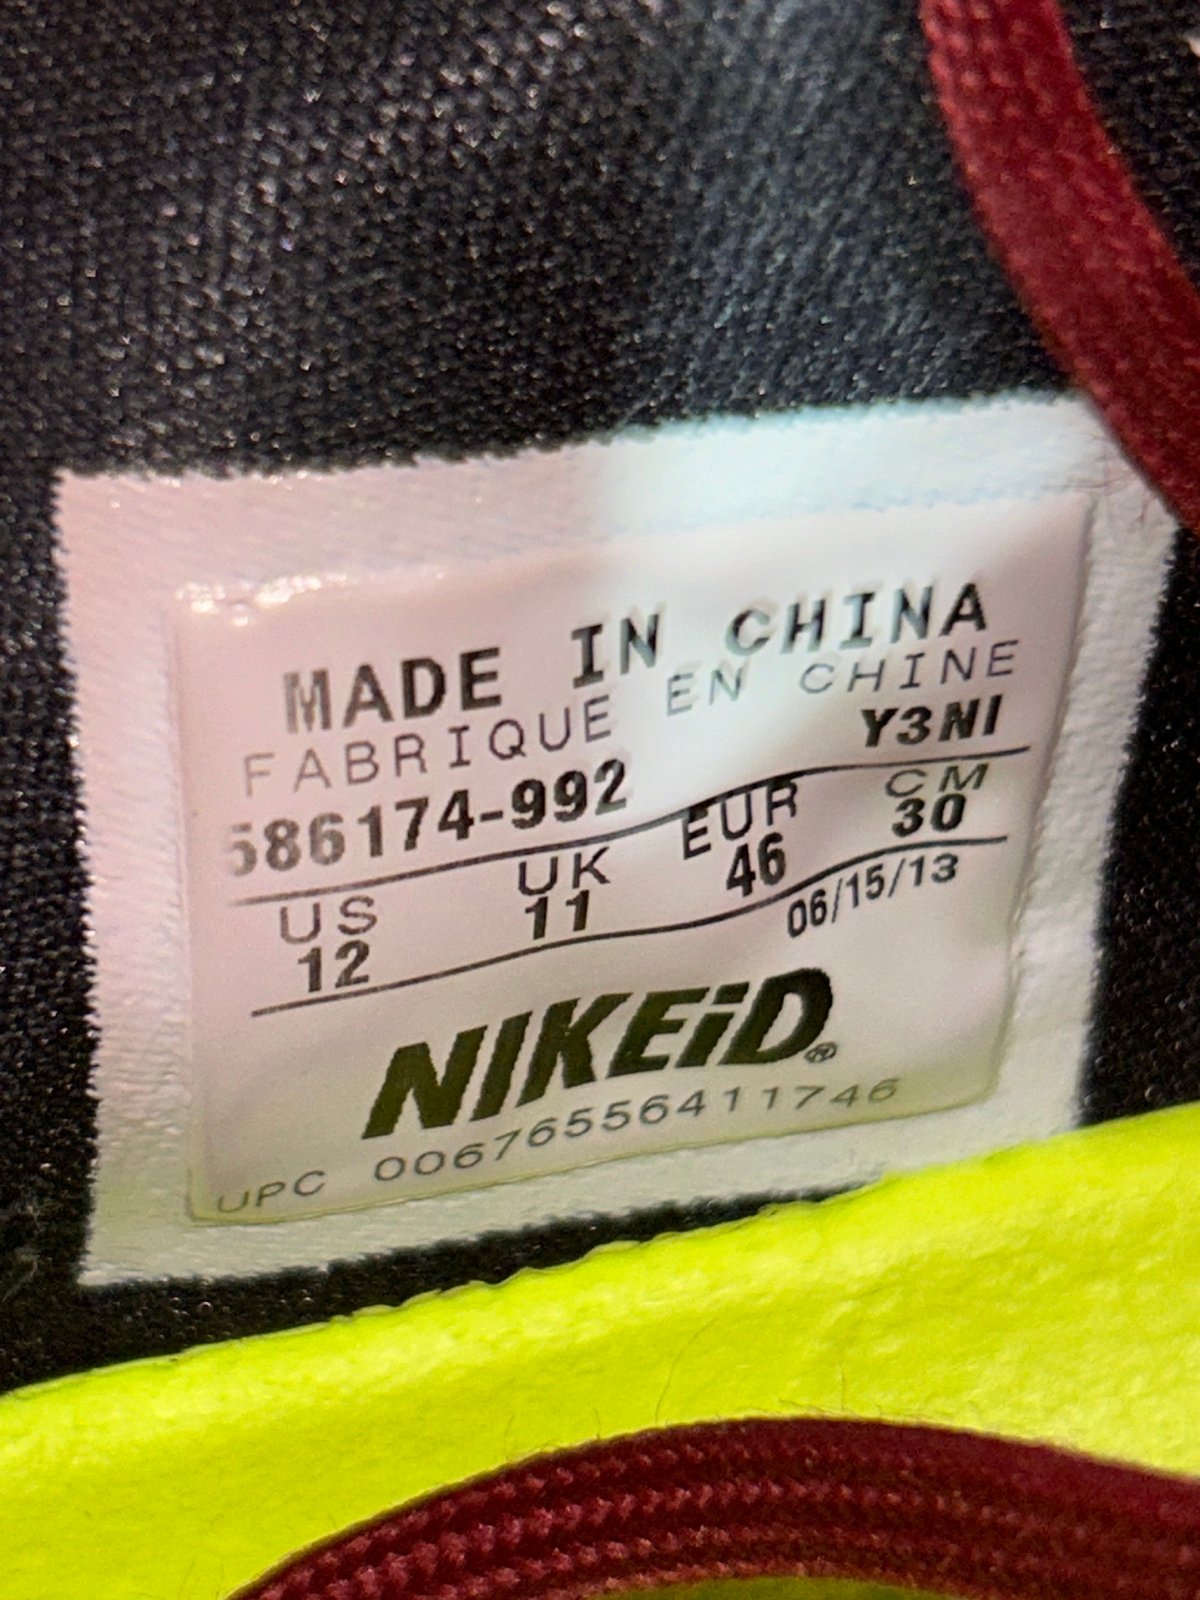 MADE IN CHINA
FABRIQUE EN CHINE
586174-992 Y3NI
US UK EUR CM
12 11 46 30
06/15/13
NIKEiD®
UPC 00676556411746